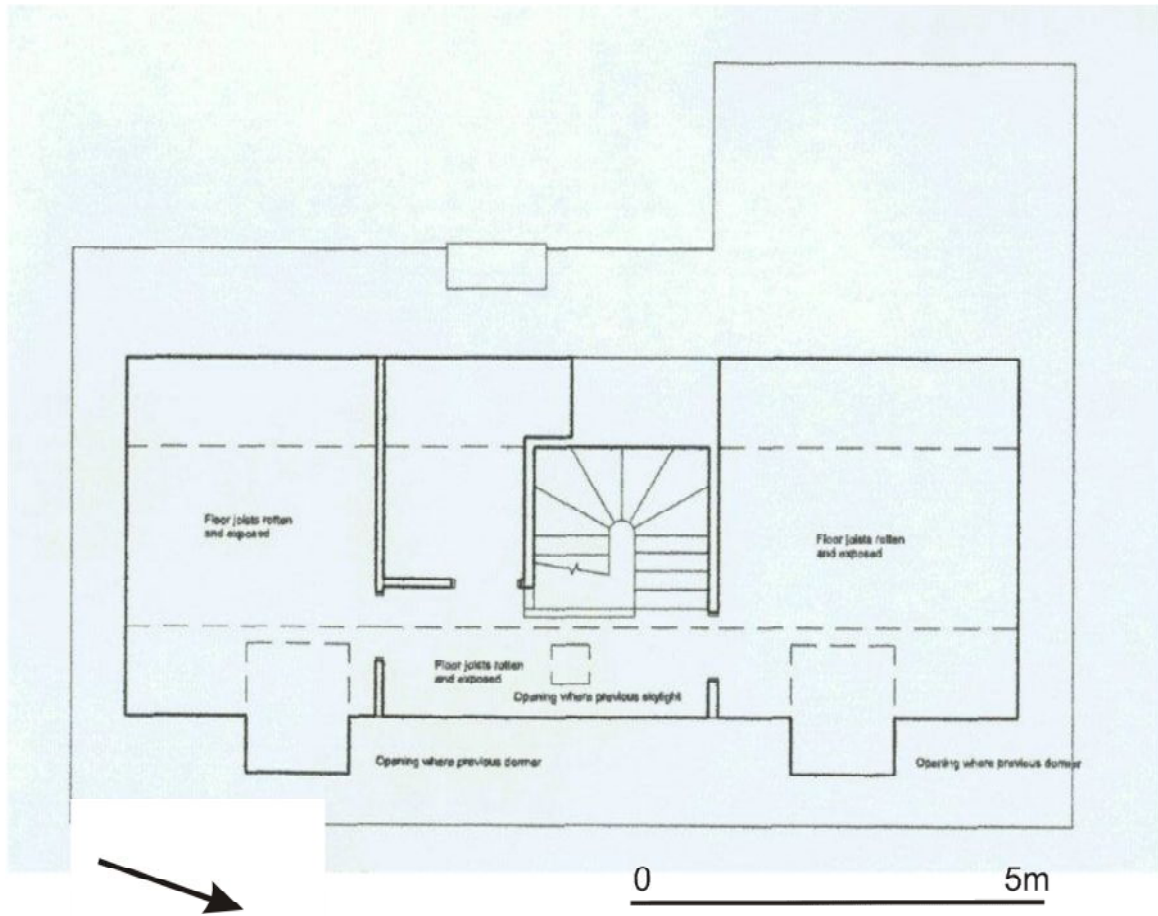 Floor joists rotten
and exposed
Floor joists rotten
and exposed
Floor joists rotten
and exposed
Opening where previous skylight
Opening where previous dormer
Opening where previous dormer
0 5m